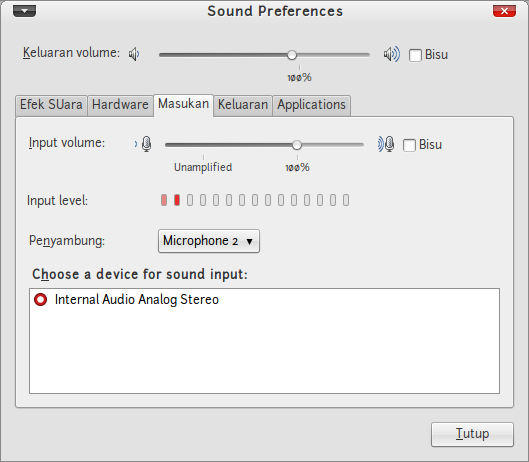 Sound Preferences
Keluaran volume:
Bisu
100%
Efek SUara
Hardware
Masukan
Keluaran
Applications
Input volume:
Bisu
Unamplified
100%
Input level:
Penyambung:
Microphone 2
Choose a device for sound input:
Internal Audio Analog Stereo
Tutup